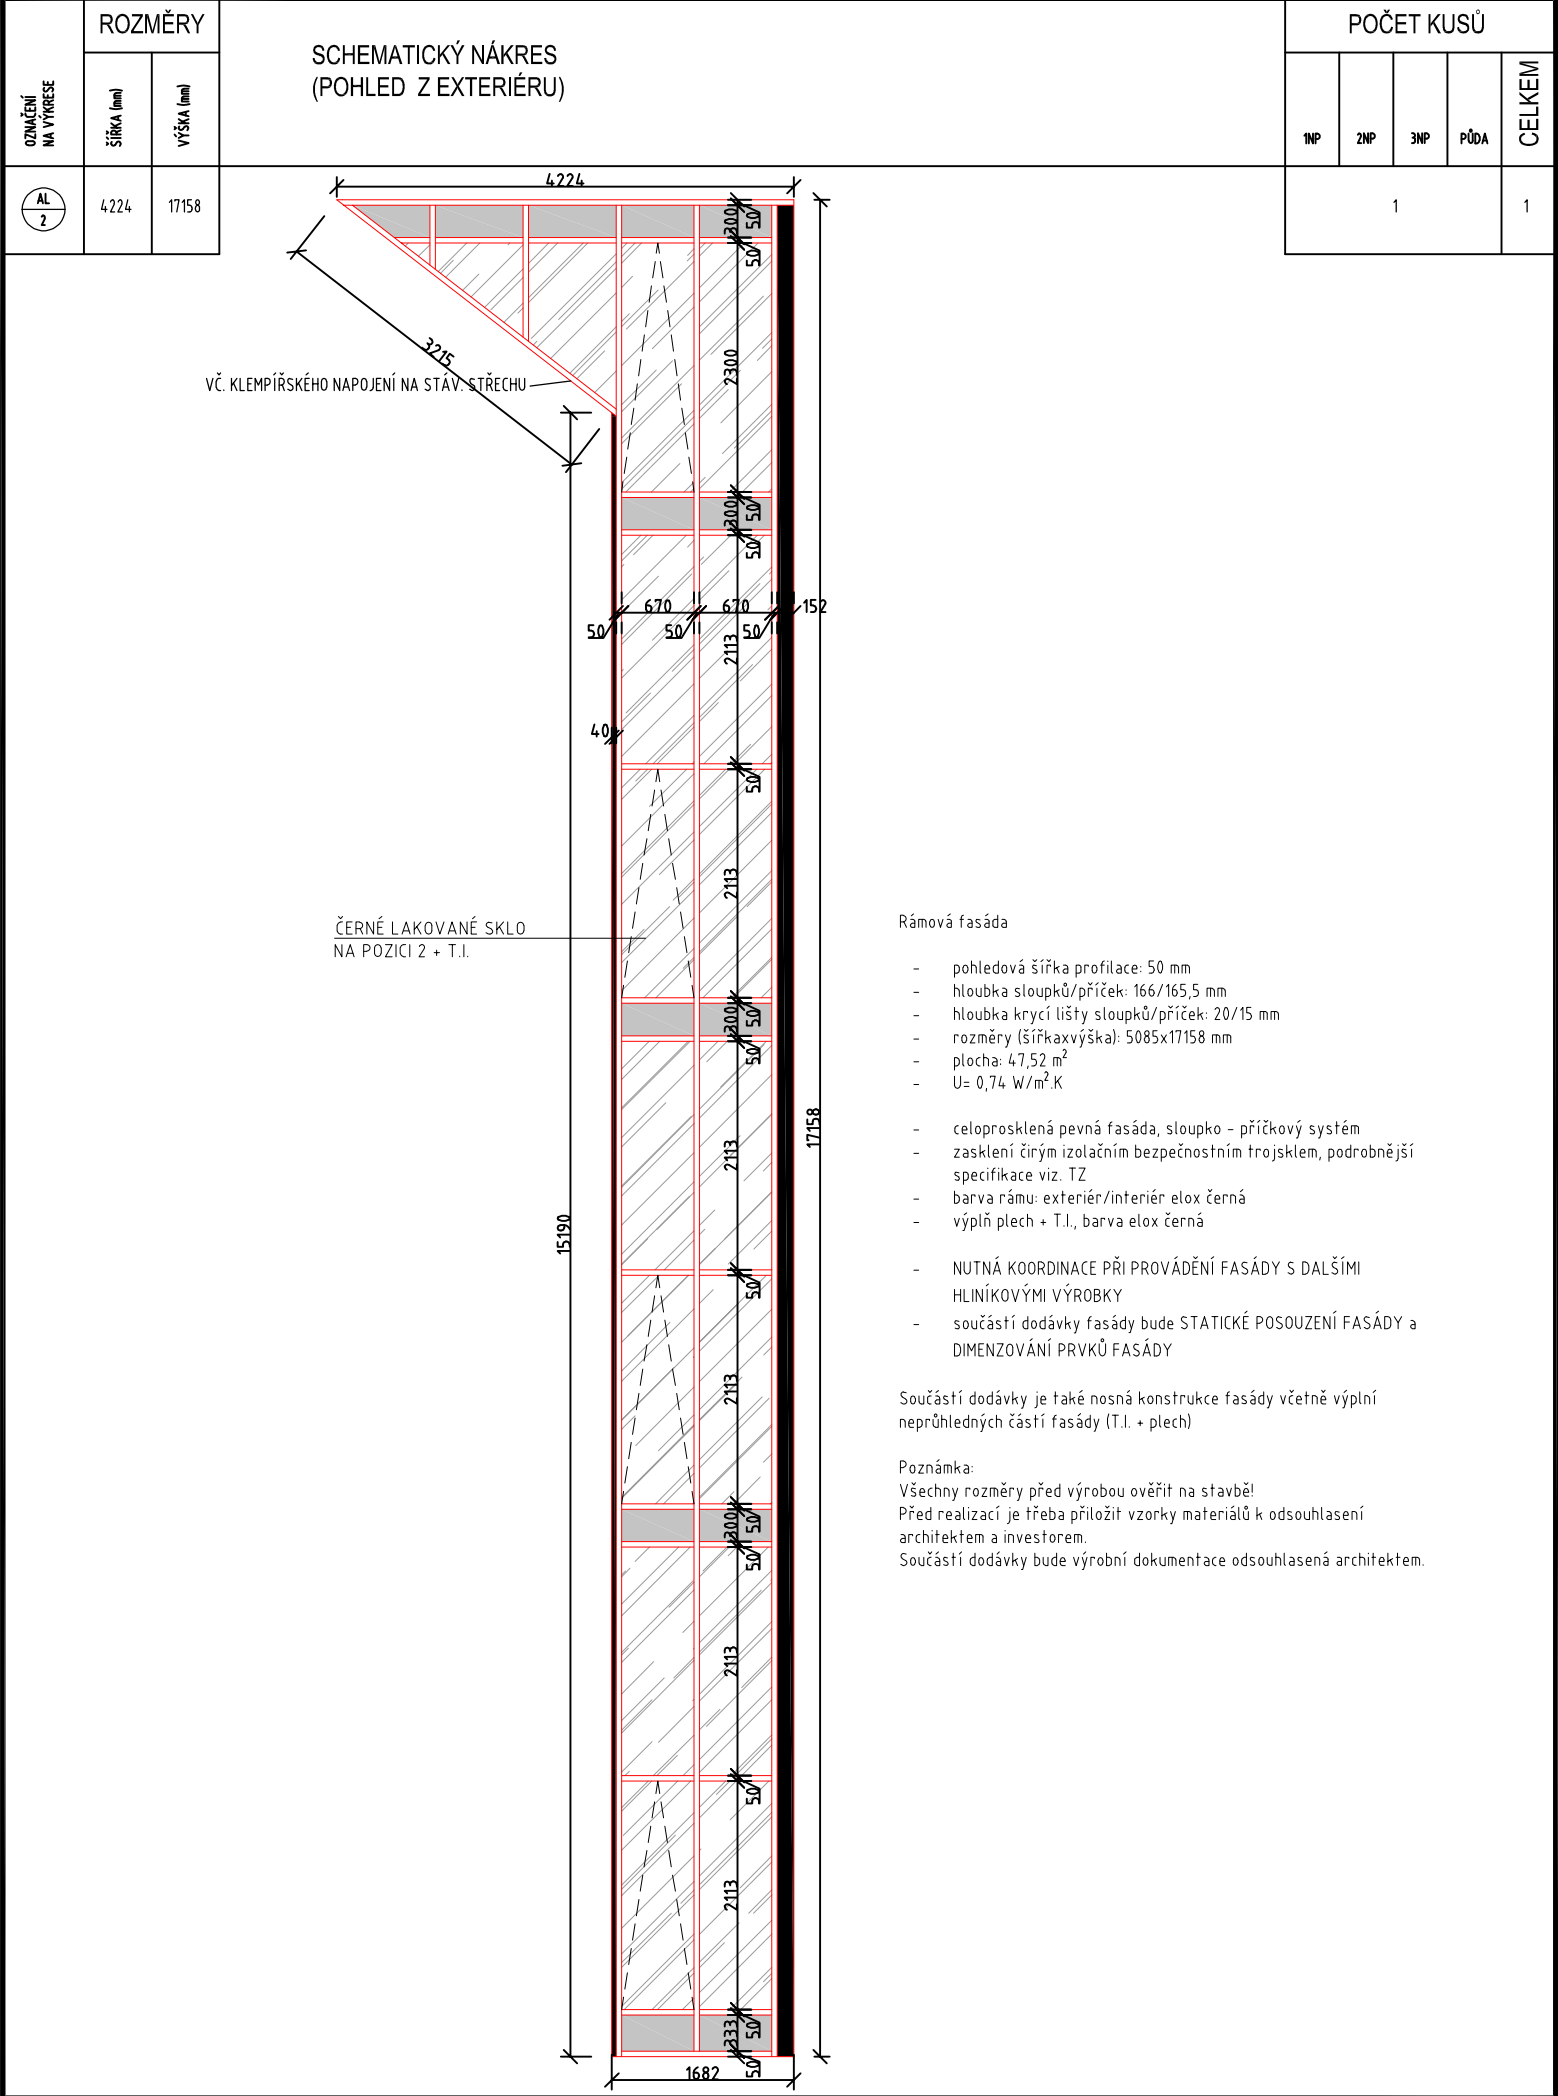 ROZMĚRY
OZNAČENÍ
NA VÝKRESE
ŠÍŘKA (mm)
VÝŠKA (mm)
SCHEMATICKÝ NÁKRES
(POHLED Z EXTERIÉRU)
POČET KUSŮ
1NP
2NP
3NP
PŮDA
CELKEM
AL
2
4224
17158
1
1
4224
300
50
50
2300
3215
VČ. KLEMPÍŘSKÉHO NAPOJENÍ NA STÁV. STŘECHU
300
50
50
670
670
152
50
50
50
2113
40
50
2113
ČERNÉ LAKOVANÉ SKLO
NA POZICI 2 + T.I.
300
50
50
17158
2113
15190
50
2113
300
50
50
2113
50
2113
333
50
50
1682
Rámová fasáda
- pohledová šířka profilace: 50 mm
- hloubka sloupků/příček: 166/165,5 mm
- hloubka krycí lišty sloupků/příček: 20/15 mm
- rozměry (šířkaxvýška): 5085x17158 mm
- plocha: 47,52 m²
- U= 0,74 W/m².K
- celoprosklená pevná fasáda, sloupko - příčkový systém
- zasklení čirým izolačním bezpečnostním trojsklem, podrobnější
specifikace viz. TZ
- barva rámu: exteriér/interiér elox černá
- výplň plech + T.I., barva elox černá
- NUTNÁ KOORDINACE PŘI PROVÁDĚNÍ FASÁDY S DALŠÍMI
HLINÍKOVÝMI VÝROBKY
- součástí dodávky fasády bude STATICKÉ POSOUZENÍ FASÁDY a
DIMENZOVÁNÍ PRVKŮ FASÁDY
Součástí dodávky je také nosná konstrukce fasády včetně výplní
neprůhledných částí fasády (T.I. + plech)
Poznámka:
Všechny rozměry před výrobou ověřit na stavbě!
Před realizací je třeba přiložit vzorky materiálů k odsouhlasení
architektem a investorem.
Součástí dodávky bude výrobní dokumentace odsouhlasená architektem.